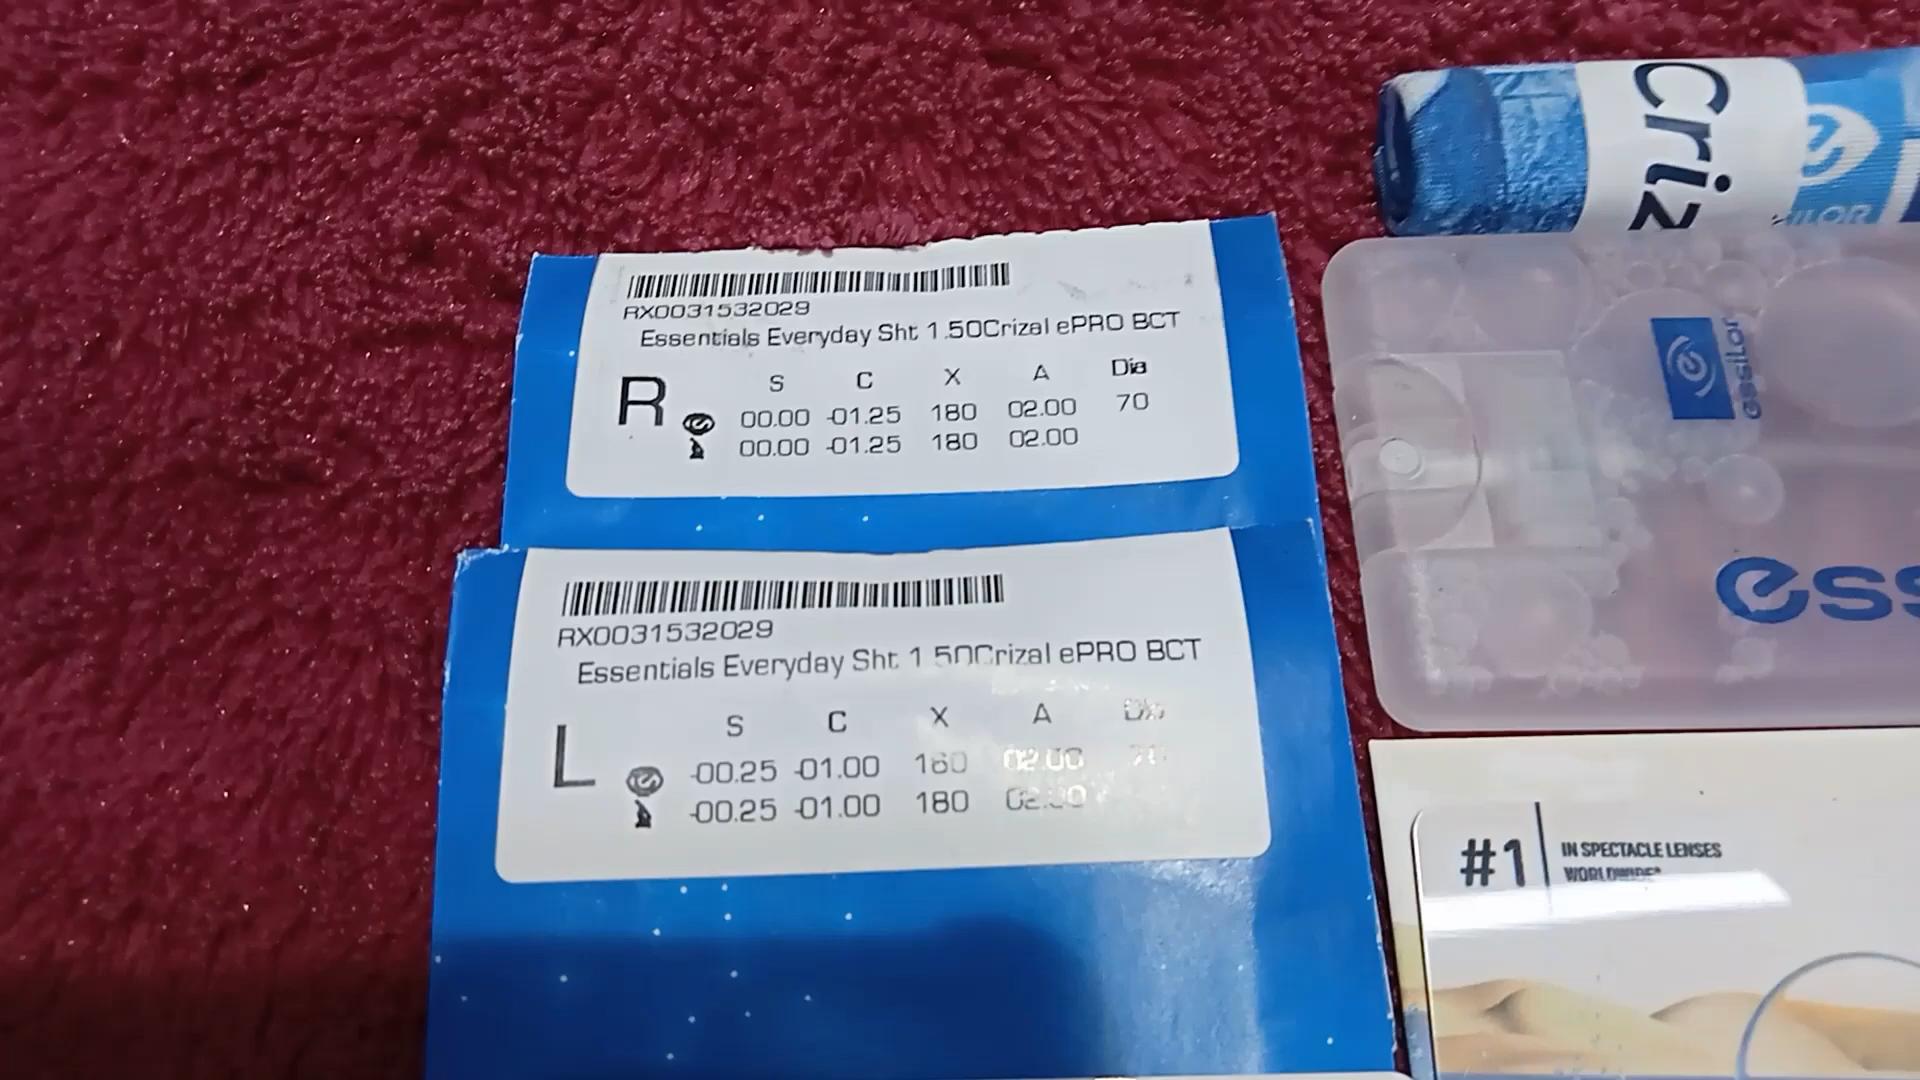 Criz
essilor
RX0031532029
Essentials Everyday Sht 1.50Crizal ePRO BCT
R
S C X A Dia
00.00 -01.25 180 02.00 70
00.00 -01.25 180 02.00
RX0031532029
Essentials Everyday Sht 1.50Crizal ePRO BCT
L
S C X A Dia
-00.25 -01.00 180 02.00
-00.25 -01.00 180 02.00
ess
#1 IN SPECTACLE LENSES
WORLDWIDE*